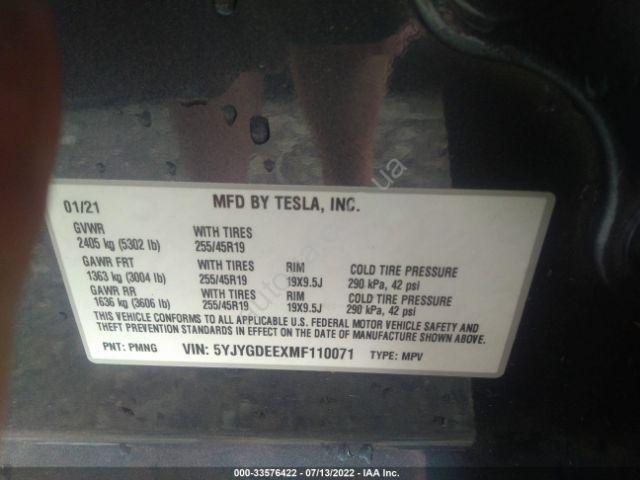 01/21 MFD BY TESLA, INC.
GVWR WITH TIRES
2405 kg (5302 lb) 255/45R19
GAWR FRT WITH TIRES RIM COLD TIRE PRESSURE
1363 kg (3004 lb) 255/45R19 19X9.5J 290 kPa, 42 psi
GAWR RR WITH TIRES RIM COLD TIRE PRESSURE
1636 kg (3606 lb) 255/45R19 19X9.5J 290 kPa, 42 psi
THIS VEHICLE CONFORMS TO ALL APPLICABLE U.S. FEDERAL MOTOR VEHICLE SAFETY AND
THEFT PREVENTION STANDARDS IN EFFECT ON THE DATE OF MANUFACTURE SHOWN ABOVE.
PNT: PMNG VIN: 5YJYGDEEXMF110071 TYPE: MPV
000-33576422 - 07/13/2022 - IAA Inc.